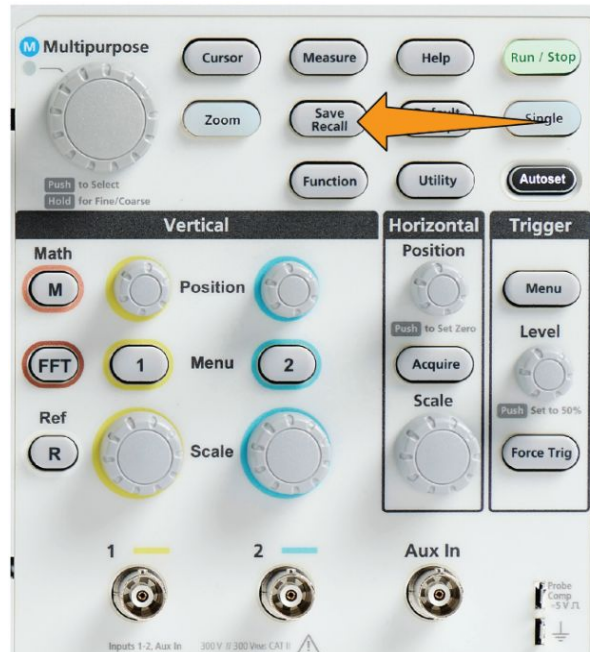 M Multipurpose
Cursor
Measure
Help
Run / Stop
Zoom
Save
Recall
Single
Push to Select
Hold for Fine/Coarse
Function
Utility
Autoset
Vertical
Horizontal
Trigger
Math
M
Position
Position
Push to Set Zero
Menu
FFT
1
Menu
2
Acquire
Level
Push Set to 50%
Ref
R
Scale
Scale
Force Trig
1
2
Aux In
Probe
Comp
~5 V
Inputs 1-2, Aux In
300 V
CAT II